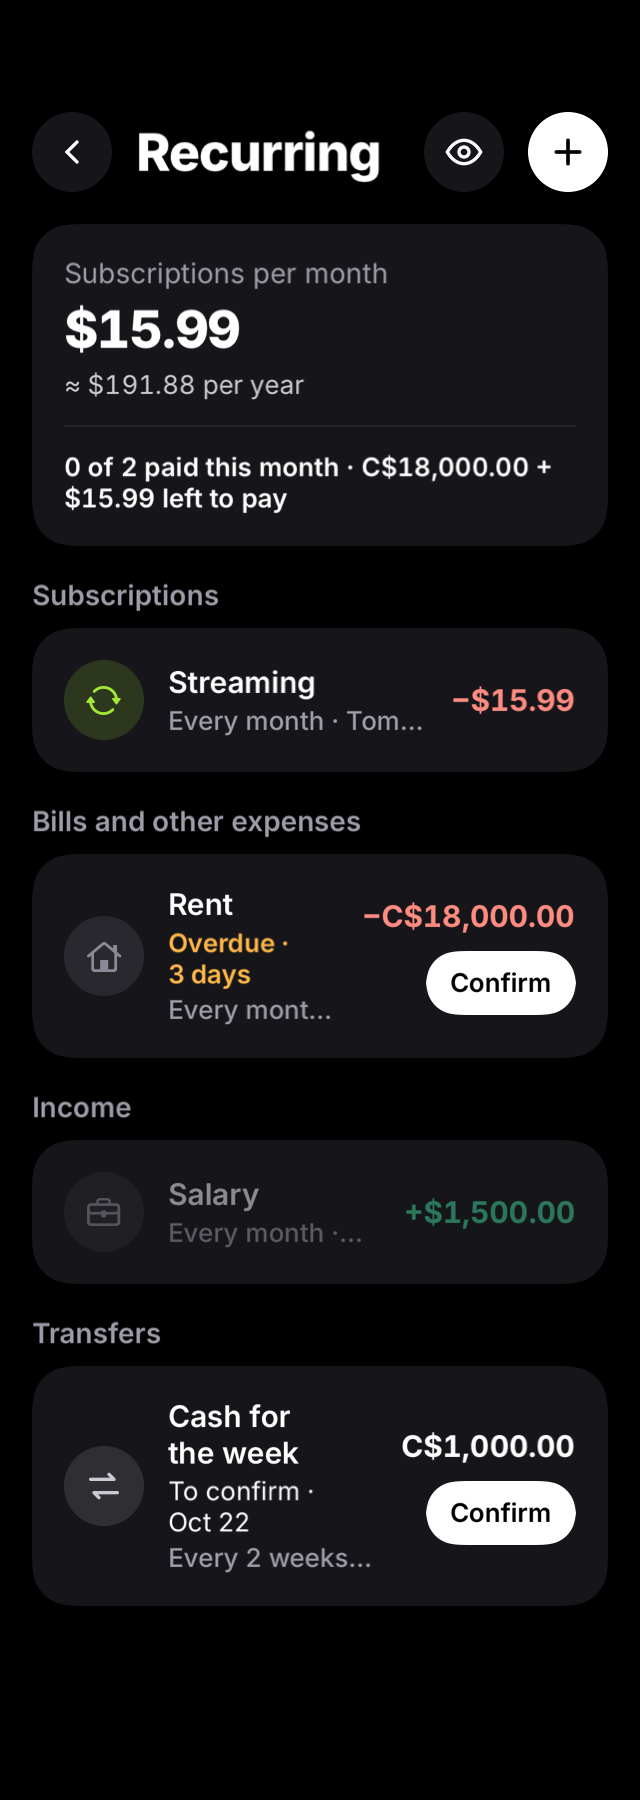 Recurring
Subscriptions per month
$15.99
≈ $191.88 per year
0 of 2 paid this month · C$18,000.00 +
$15.99 left to pay
Subscriptions
Streaming
Every month · Tom...
−$15.99
Bills and other expenses
Rent
Overdue ·
3 days
Every mont...
−C$18,000.00
Confirm
Income
Salary
Every month ·...
+$1,500.00
Transfers
Cash for
the week
To confirm ·
Oct 22
Every 2 weeks...
C$1,000.00
Confirm